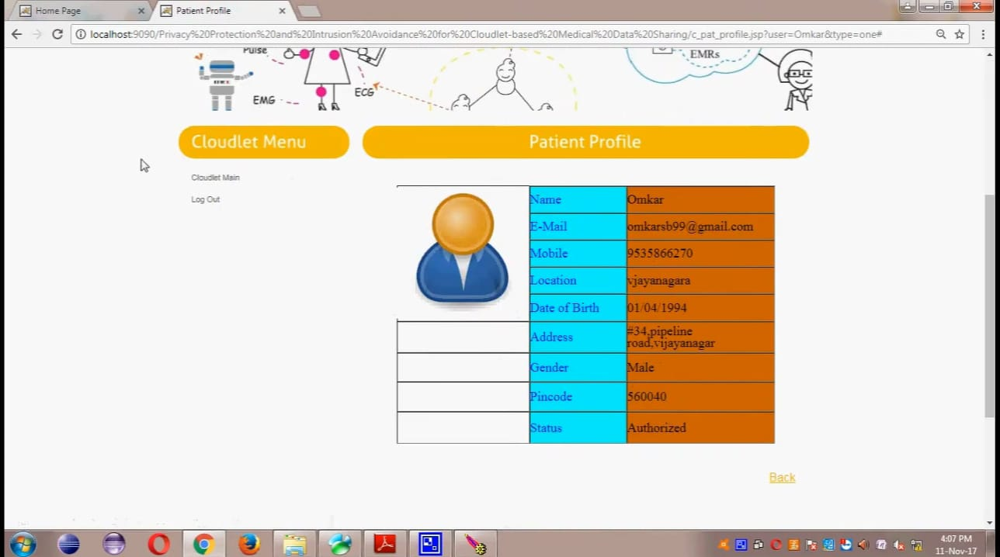 Home Page
Patient Profile
localhost:9090/Privacy%20Protection%20and%20Intrusion%20Avoidance%20for%20Cloudlet-based%20Medical%20Data%20Sharing/c_pat_profile.jsp?user=Omkar&type=one#
Pulse
EMRs
EMG
ECG
Cloudlet Menu
Patient Profile
Cloudlet Main
Log Out
Name Omkar
E-Mail omkarsb99@gmail.com
Mobile 9535866270
Location vjayanagara
Date of Birth 01/04/1994
Address #34,pipeline
road,vijayanagar
Gender Male
Pincode 560040
Status Authorized
Back
4:07 PM
11-Nov-17